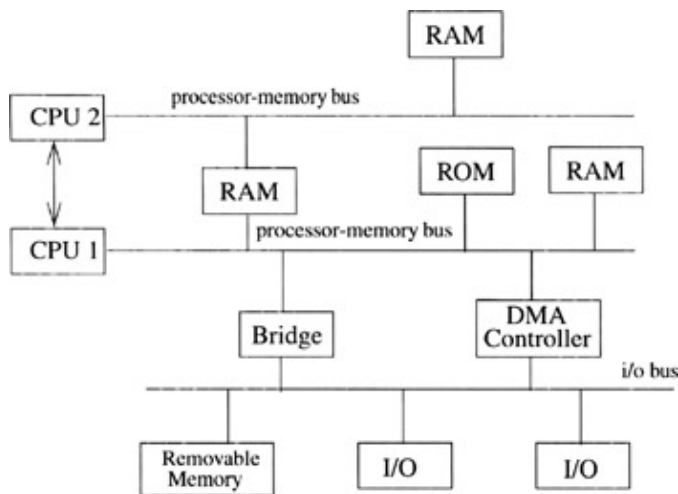 RAM
processor-memory bus
CPU 2
RAM
ROM
RAM
processor-memory bus
CPU 1
Bridge
DMA
Controller
i/o bus
Removable
Memory
I/O
I/O